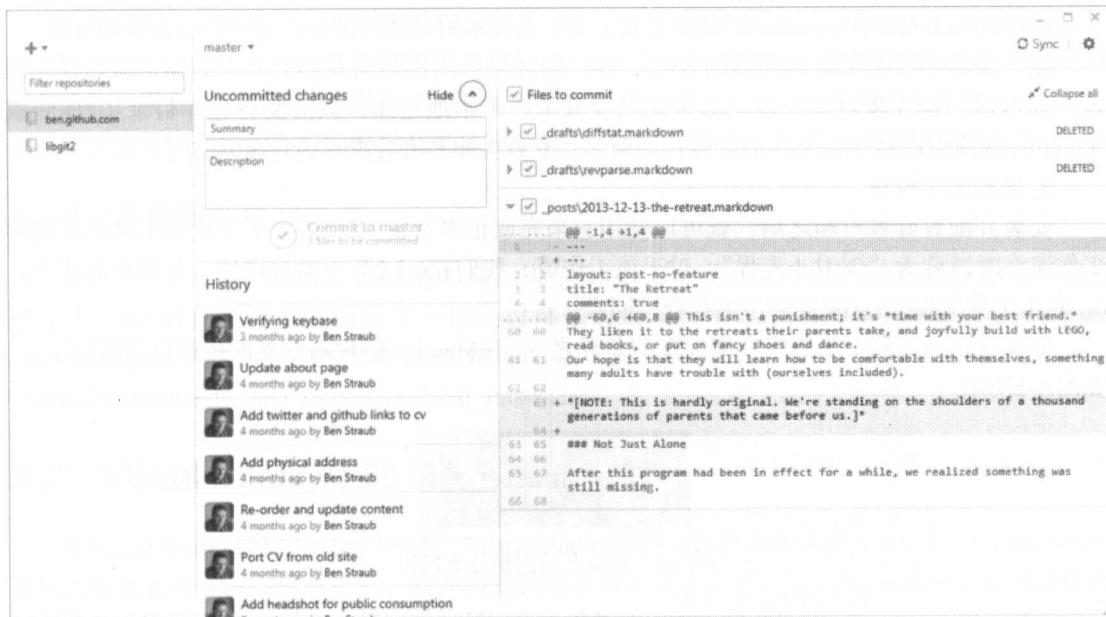 master
Sync
Filter repositories
ben.github.com
libgit2
Uncommitted changes
Hide
Summary
Description
Commit to master
3 files to be committed
History
Verifying keybase
3 months ago by Ben Straub
Update about page
4 months ago by Ben Straub
Add twitter and github links to cv
4 months ago by Ben Straub
Add physical address
4 months ago by Ben Straub
Re-order and update content
4 months ago by Ben Straub
Port CV from old site
4 months ago by Ben Straub
Add headshot for public consumption
Files to commit
Collapse all
_drafts\diffstat.markdown
DELETED
_drafts\revparse.markdown
DELETED
_posts\2013-12-13-the-retreat.markdown
@@ -1,4 +1,4 @@
1 - ---
1 + ---
2 2 layout: post-no-feature
3 3 title: "The Retreat"
4 4 comments: true
@@ -60,6 +60,8 @@ This isn't a punishment; it's *time with your best friend.*
60 60 They liken it to the retreats their parents take, and joyfully build with LEGO,
read books, or put on fancy shoes and dance.
61 61 Our hope is that they will learn how to be comfortable with themselves, something
many adults have trouble with (ourselves included).
62 62
63 + *[NOTE: This is hardly original. We're standing on the shoulders of a thousand
generations of parents that came before us.]*
64 +
63 65 ### Not Just Alone
64 66
65 67 After this program had been in effect for a while, we realized something was
still missing.
66 68